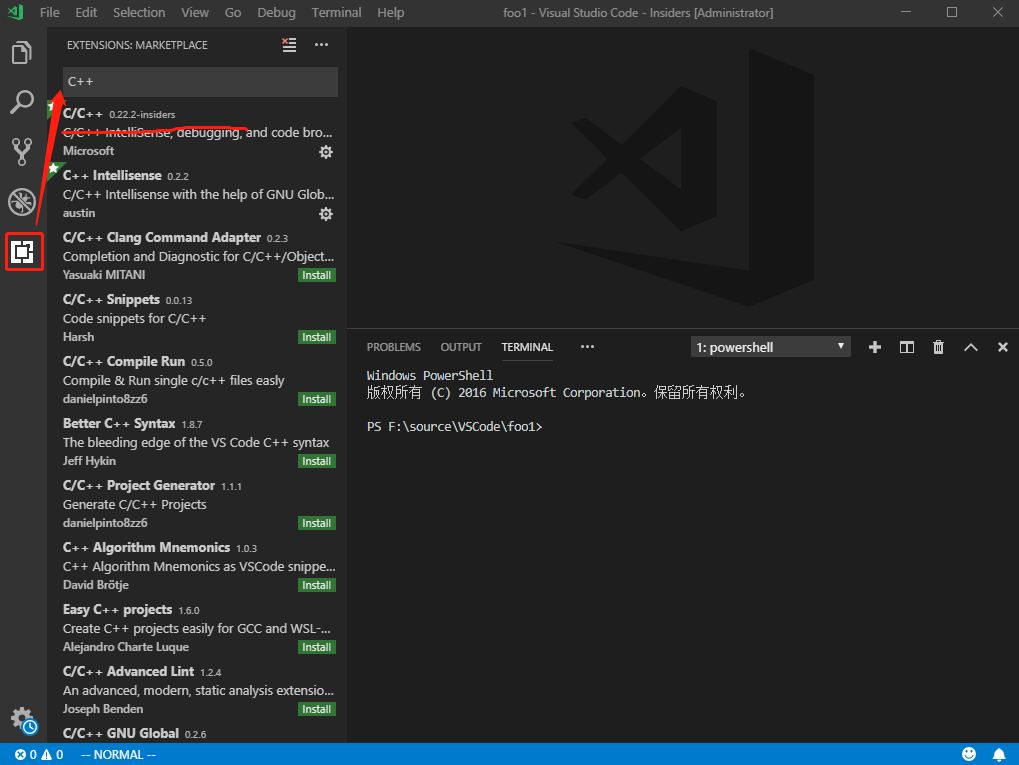 File Edit Selection View Go Debug Terminal Help foo1 - Visual Studio Code - Insiders [Administrator]
EXTENSIONS: MARKETPLACE
C++
C/C++ 0.22.2-insiders
C/C++ IntelliSense, debugging, and code bro...
Microsoft
C++ Intellisense 0.2.2
C/C++ Intellisense with the help of GNU Glob...
austin
C/C++ Clang Command Adapter 0.2.3
Completion and Diagnostic for C/C++/Object...
Yasuaki MITANI Install
C/C++ Snippets 0.0.13
Code snippets for C/C++
Harsh Install
C/C++ Compile Run 0.5.0
Compile & Run single c/c++ files easly
danielpinto8zz6 Install
Better C++ Syntax 1.8.7
The bleeding edge of the VS Code C++ syntax
Jeff Hykin Install
C/C++ Project Generator 1.1.1
Generate C/C++ Projects
danielpinto8zz6 Install
C++ Algorithm Mnemonics 1.0.3
C++ Algorithm Mnemonics as VSCode snippe...
David Brötje Install
Easy C++ projects 1.6.0
Create C++ projects easily for GCC and WSL-...
Alejandro Charte Luque Install
C/C++ Advanced Lint 1.2.4
An advanced, modern, static analysis extensio...
Joseph Benden Install
C/C++ GNU Global 0.2.6
PROBLEMS OUTPUT TERMINAL ... 1: powershell
Windows PowerShell
版权所有 (C) 2016 Microsoft Corporation。保留所有权利。
PS F:\source\VSCode\foo1>
0 0 -- NORMAL --